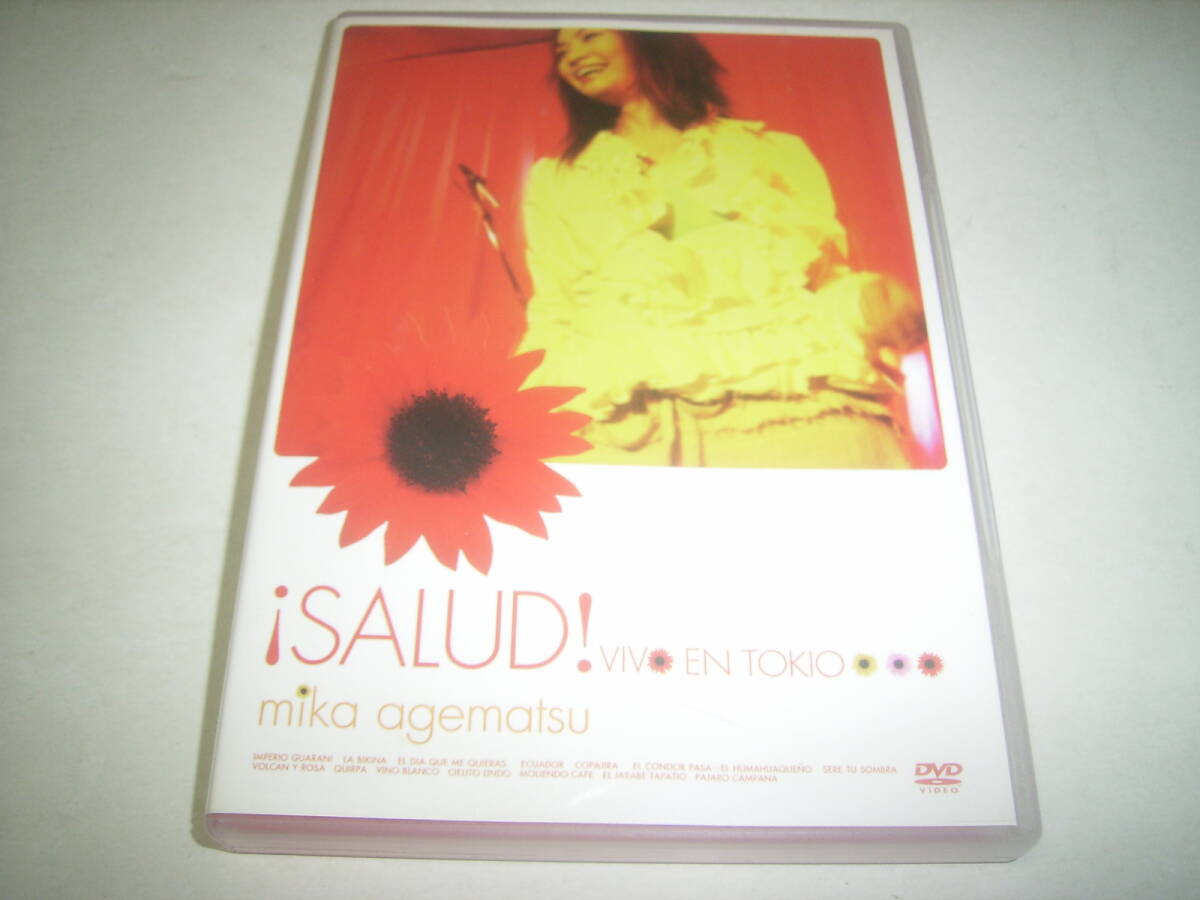 ¡SALUD! VIVO EN TOKIO
mika agematsu
IMPERIO GUARANI LA BIKINA EL DIA QUE ME QUIERAS ECUADOR COPAJIRA EL CONDOR PASA - EL HUMAHUAQUEÑO SERE TU SOMBRA
VOLCAN Y ROSA QUIRPA VINO BLANCO CIELITO LINDO MOLIENDO CAFE EL JARABE TAPATIO PAJARO CAMPANA
DVD
VIDEO